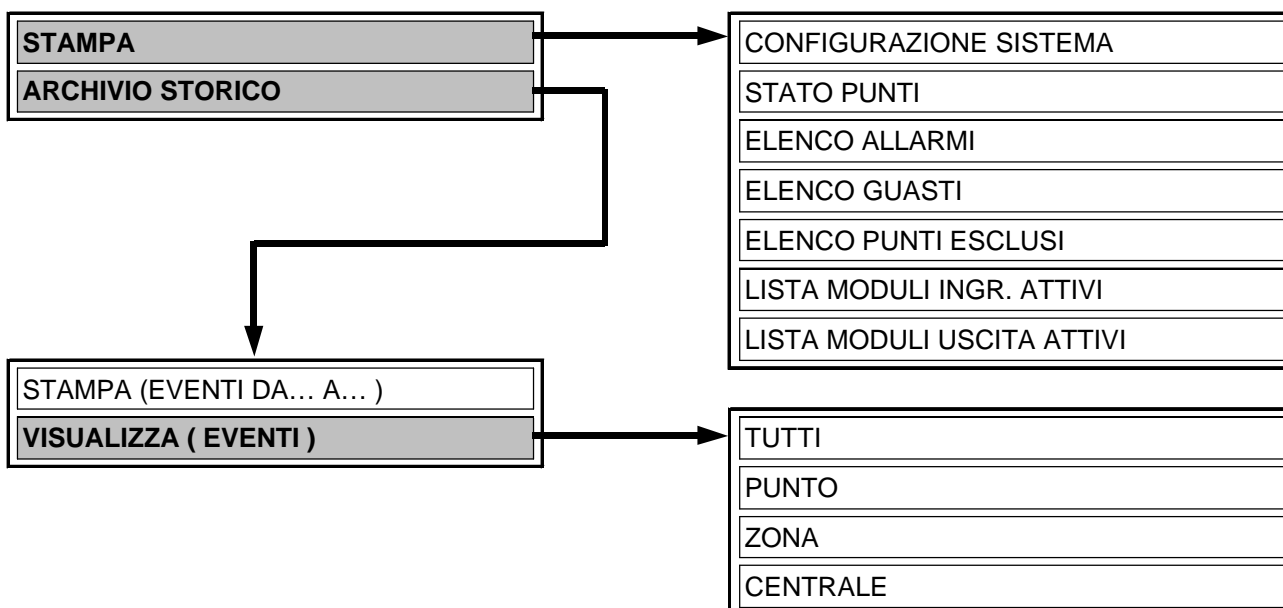 STAMPA
ARCHIVIO STORICO
CONFIGURAZIONE SISTEMA
STATO PUNTI
ELENCO ALLARMI
ELENCO GUASTI
ELENCO PUNTI ESCLUSI
LISTA MODULI INGR. ATTIVI
LISTA MODULI USCITA ATTIVI
STAMPA (EVENTI DA… A… )
VISUALIZZA ( EVENTI )
TUTTI
PUNTO
ZONA
CENTRALE